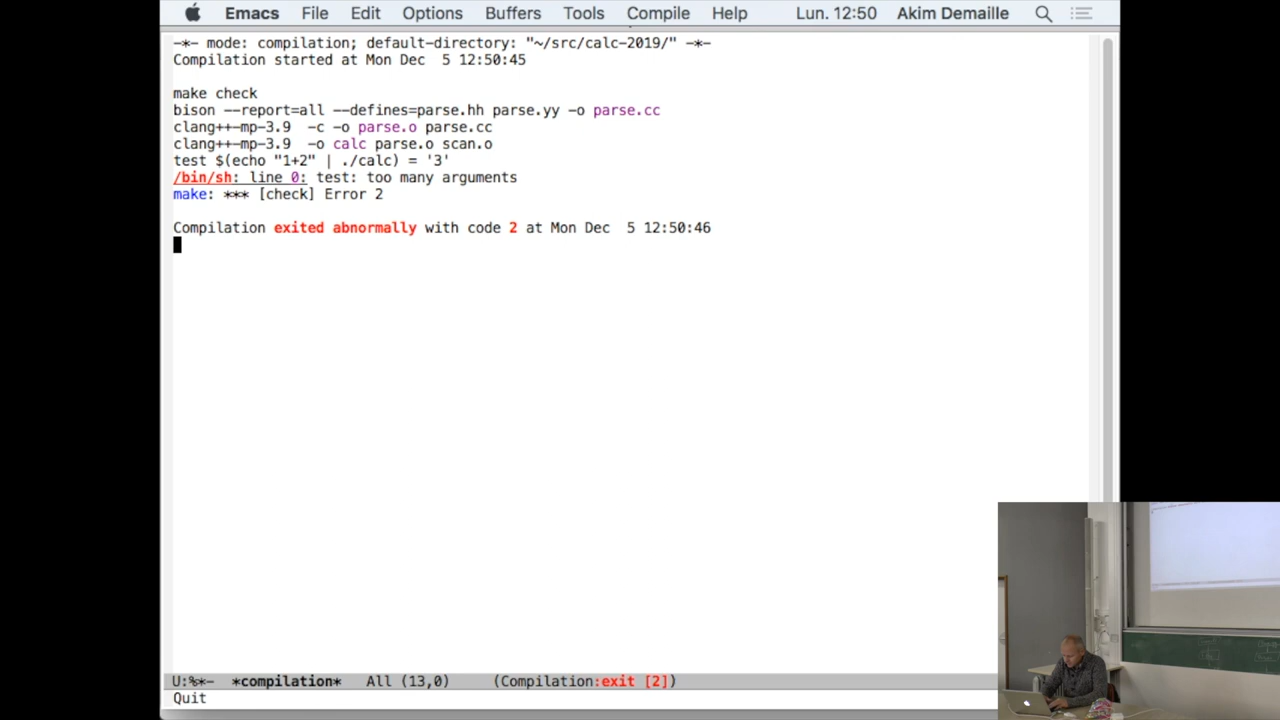 Emacs File Edit Options Buffers Tools Compile Help Lun. 12:50 Akim Demaille
-*- mode: compilation; default-directory: "~/src/calc-2019/" -*-
Compilation started at Mon Dec  5 12:50:45
make check
bison --report=all --defines=parse.hh parse.yy -o parse.cc
clang++-mp-3.9  -c -o parse.o parse.cc
clang++-mp-3.9  -o calc parse.o scan.o
test $(echo "1+2" | ./calc) = '3'
/bin/sh: line 0: test: too many arguments
make: *** [check] Error 2
Compilation exited abnormally with code 2 at Mon Dec  5 12:50:46
U:%*-  *compilation*   All (13,0)     (Compilation:exit [2])
Quit